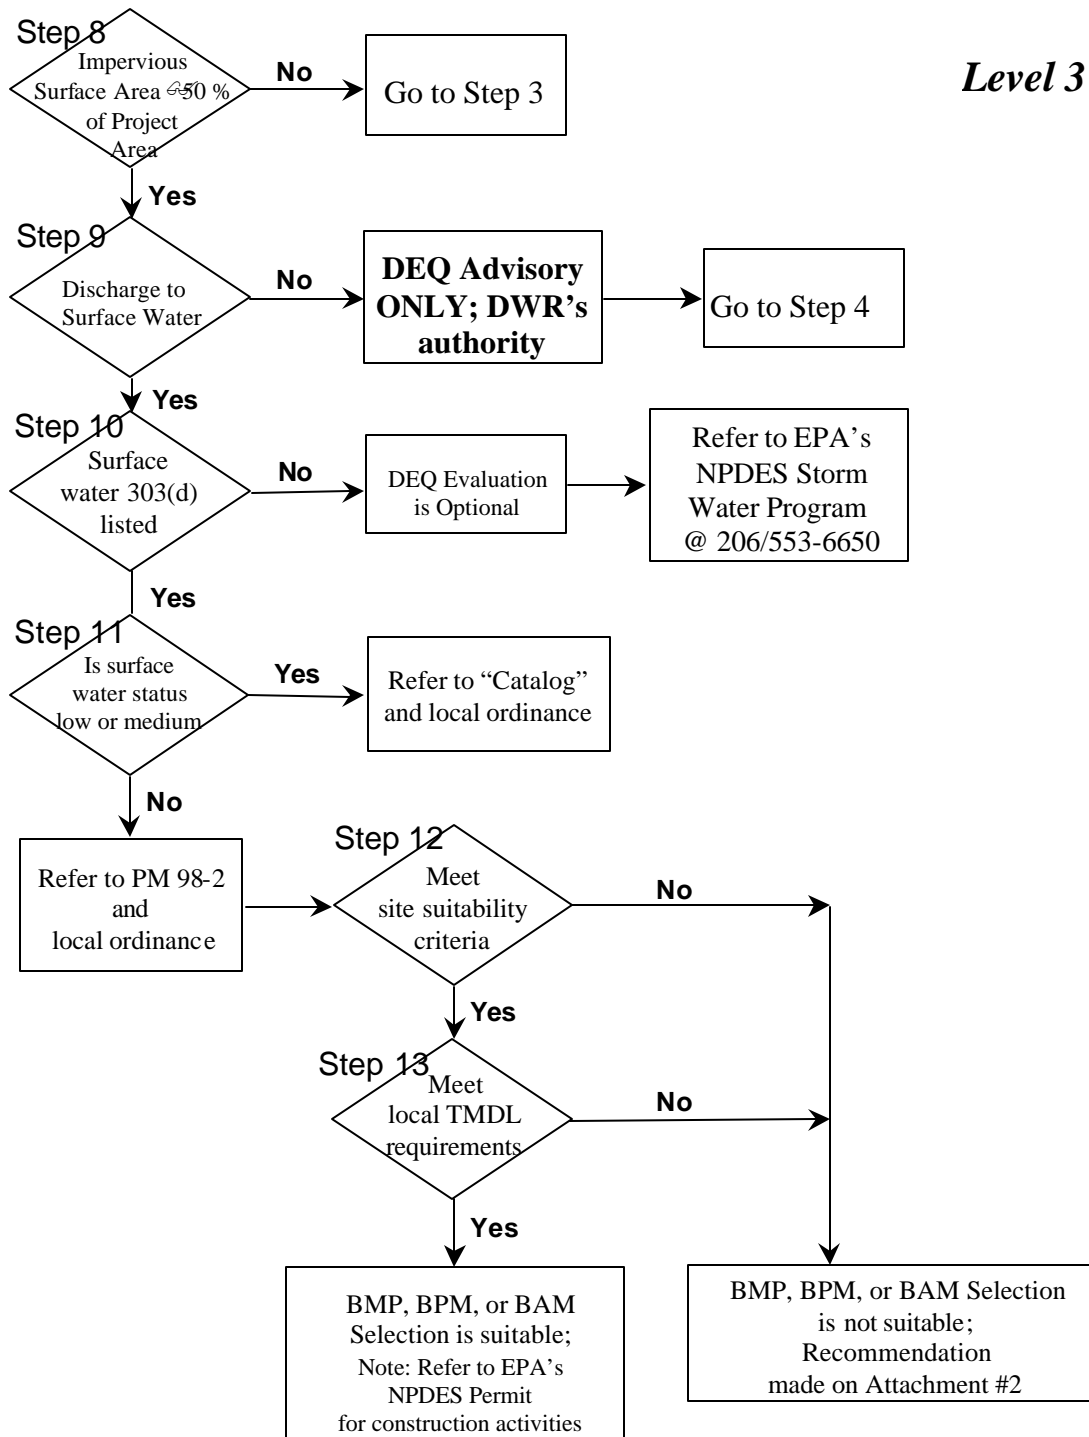 Level 3
Step 8
Impervious
Surface Area 50 %
of Project
Area
No
Go to Step 3
Yes
Step 9
Discharge to
Surface Water
No
DEQ Advisory
ONLY; DWR's
authority
Go to Step 4
Yes
Step 10
Surface
water 303(d)
listed
No
DEQ Evaluation
is Optional
Refer to EPA's
NPDES Storm
Water Program
@ 206/553-6650
Yes
Step 11
Is surface
water status
low or medium
Yes
Refer to “Catalog”
and local ordinance
No
Refer to PM 98-2
and
local ordinance
Step 12
Meet
site suitability
criteria
No
Yes
Step 13
Meet
local TMDL
requirements
No
Yes
BMP, BPM, or BAM
Selection is suitable;
Note: Refer to EPA's
NPDES Permit
for construction activities
BMP, BPM, or BAM Selection
is not suitable;
Recommendation
made on Attachment #2